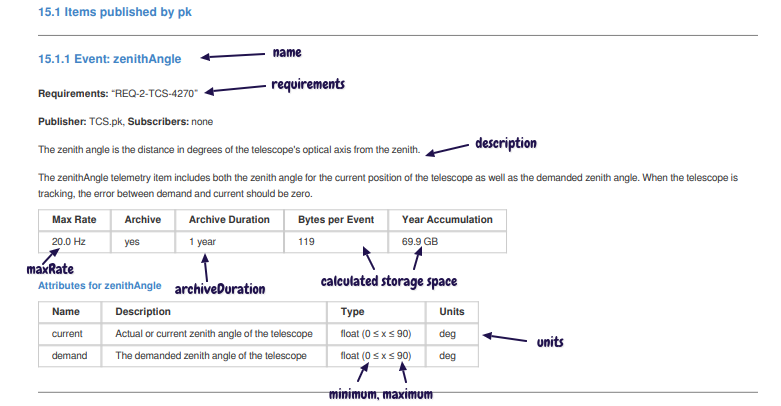 15.1 Items published by pk
15.1.1 Event: zenithAngle
name
Requirements: “REQ-2-TCS-4270”
requirements
Publisher: TCS.pk, Subscribers: none
The zenith angle is the distance in degrees of the telescope's optical axis from the zenith.
description
The zenithAngle telemetry item includes both the zenith angle for the current position of the telescope as well as the demanded zenith angle. When the telescope is
tracking, the error between demand and current should be zero.
Max Rate Archive Archive Duration Bytes per Event Year Accumulation
20.0 Hz yes 1 year 119 69.9 GB
maxRate
archiveDuration
calculated storage space
Attributes for zenithAngle
Name Description Type Units
current Actual or current zenith angle of the telescope float (0 ≤ x ≤ 90) deg
demand The demanded zenith angle of the telescope float (0 ≤ x ≤ 90) deg
units
minimum, maximum